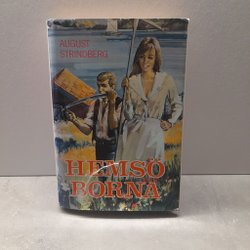 AUGUST
STRINDBERG
HEMSÖ
BORNA